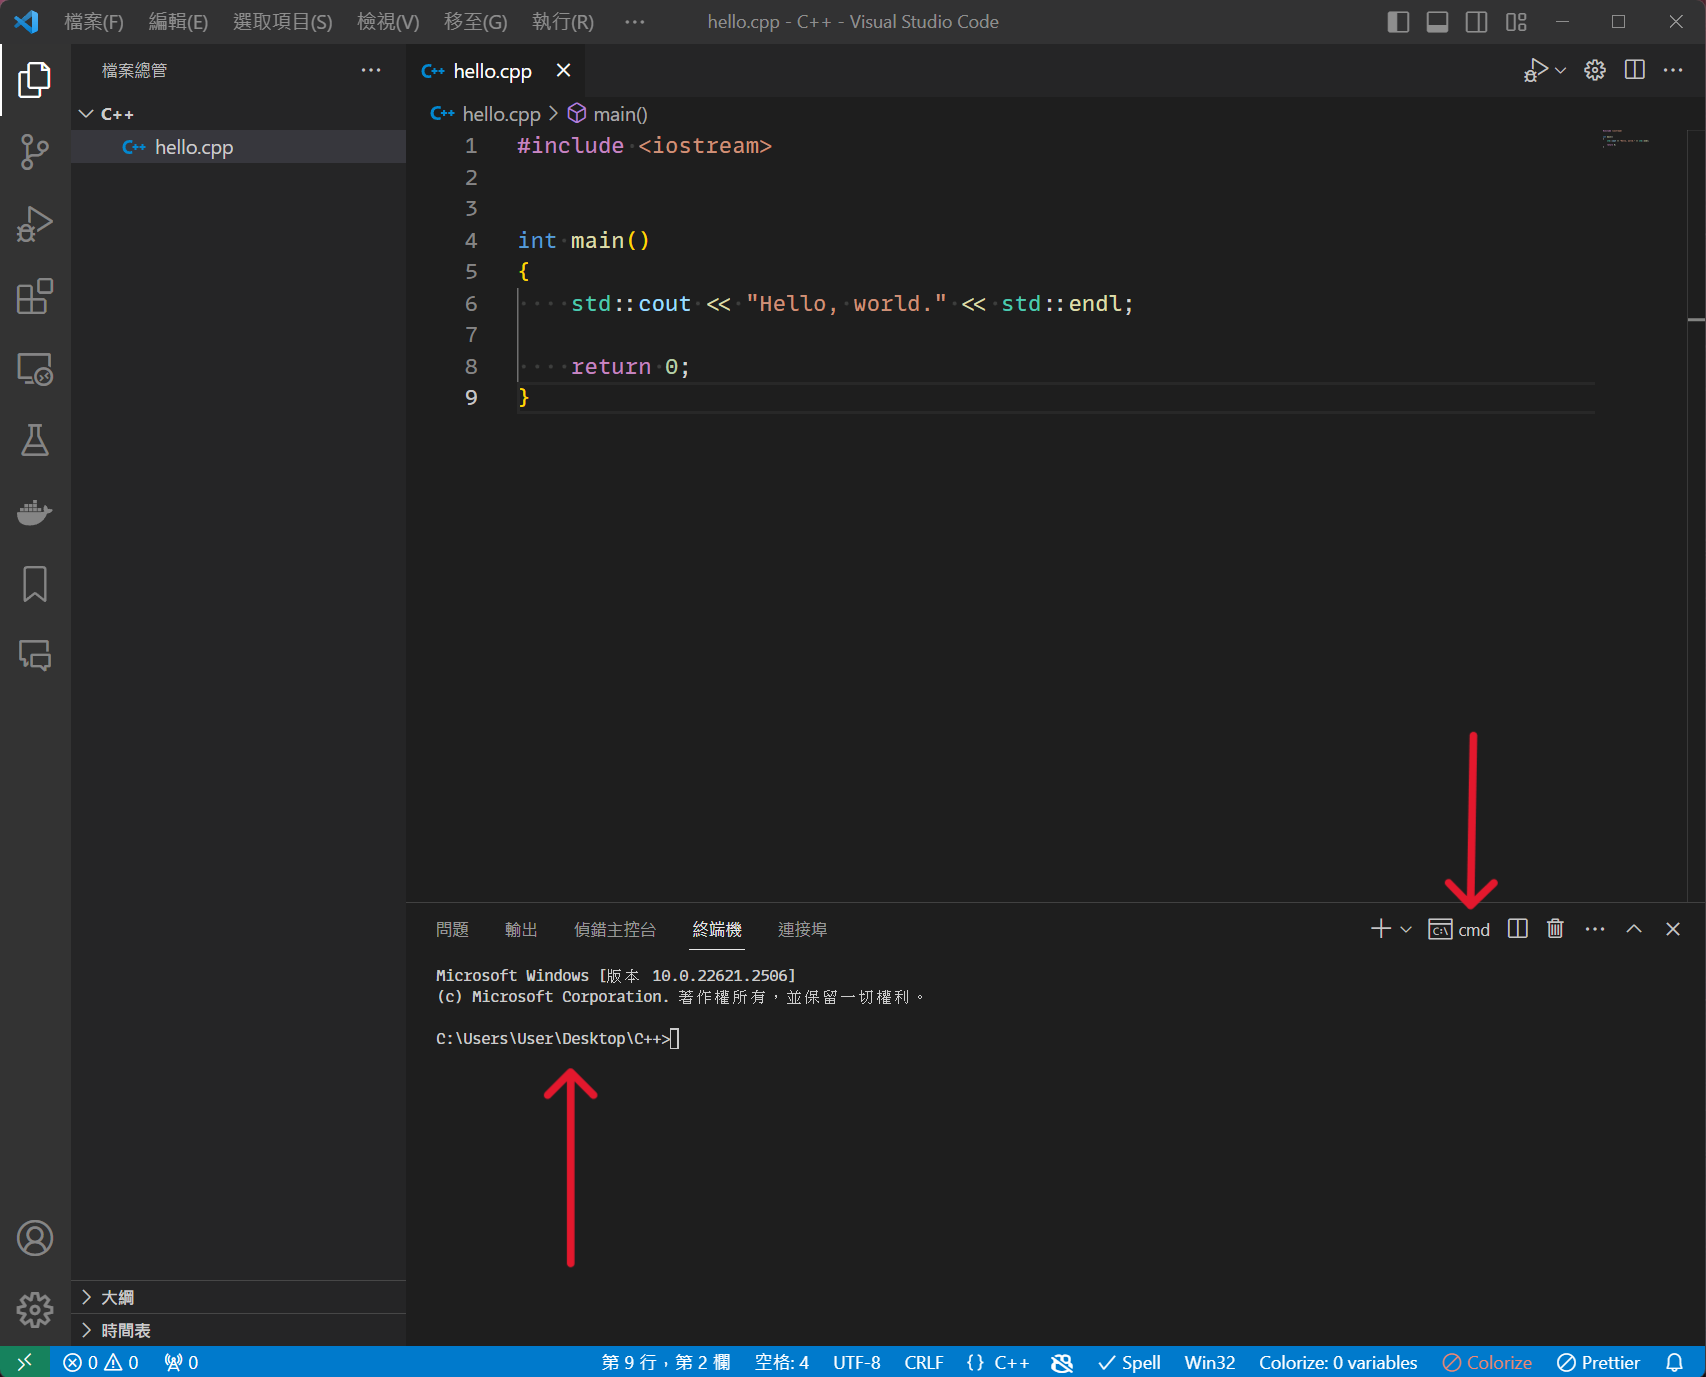 檔案(F) 編輯(E) 選取項目(S) 檢視(V) 移至(G) 執行(R) ··· hello.cpp - C++ - Visual Studio Code
檔案總管 ···
C++
C++ hello.cpp
C++ hello.cpp
C++ hello.cpp > main()
1 #include <iostream>
2
3
4 int main()
5 {
6 std::cout << "Hello, world." << std::endl;
7
8 return 0;
9 }
問題 輸出 偵錯主控台 終端機 連接埠 cmd
Microsoft Windows [版本 10.0.22621.2506]
(c) Microsoft Corporation. 著作權所有，並保留一切權利。
C:\Users\User\Desktop\C++>
大綱
時間表
0 0 0 第 9 行，第 2 欄 空格: 4 UTF-8 CRLF {} C++ Spell Win32 Colorize: 0 variables Colorize Prettier